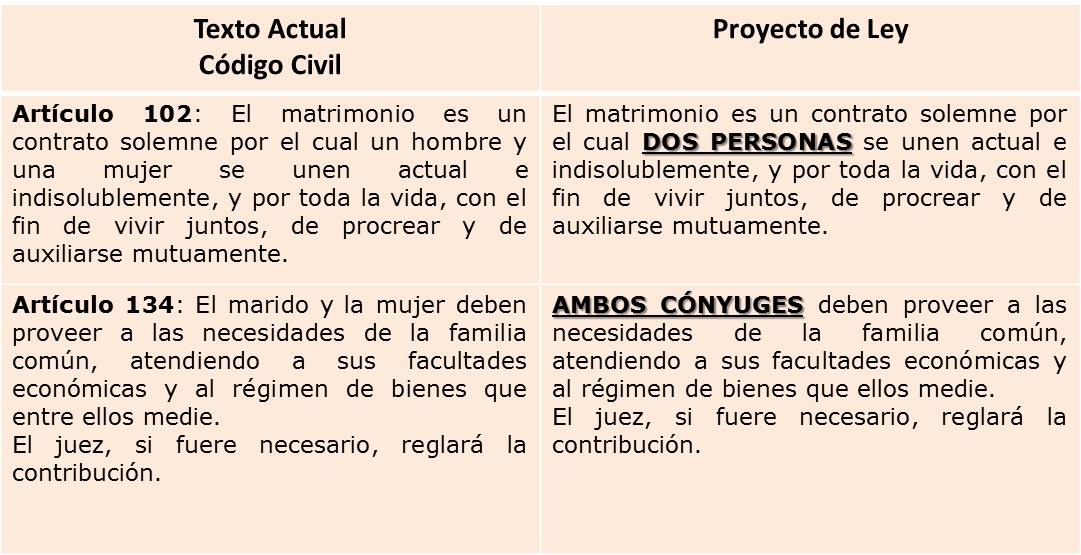 Texto Actual
Código Civil
Proyecto de Ley
Artículo 102: El matrimonio es un
contrato solemne por el cual un hombre y
una mujer se unen actual e
indisolublemente, y por toda la vida, con el
fin de vivir juntos, de procrear y de
auxiliarse mutuamente.
El matrimonio es un contrato solemne por
el cual DOS PERSONAS se unen actual e
indisolublemente, y por toda la vida, con el
fin de vivir juntos, de procrear y de
auxiliarse mutuamente.
Artículo 134: El marido y la mujer deben
proveer a las necesidades de la familia
común, atendiendo a sus facultades
económicas y al régimen de bienes que
entre ellos medie.
El juez, si fuere necesario, reglará la
contribución.
AMBOS CÓNYUGES deben proveer a las
necesidades de la familia común,
atendiendo a sus facultades económicas y
al régimen de bienes que ellos medie.
El juez, si fuere necesario, reglará la
contribución.